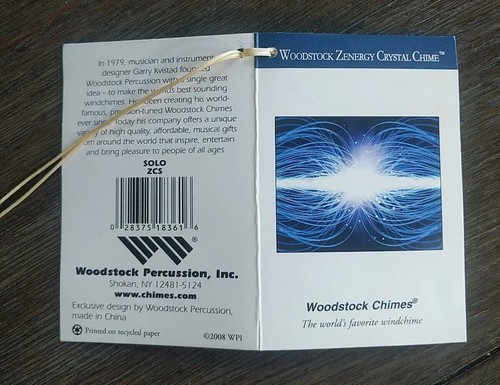 In 1979, musician and instrument
designer Garry Kvistad founded
Woodstock Percussion with a single great
idea – to make the world's best sounding
windchimes. He been creating his world-
famous, precision-tuned Woodstock Chimes
ever since. Today his company offers a unique
variety of high quality, affordable, musical gifts
from around the world that inspire, entertain
and bring pleasure to people of all ages.
SOLO
ZCS
0 28375 18361 6
®
Woodstock Percussion, Inc.
Shokan, NY 12481-5124
www.chimes.com
Exclusive design by Woodstock Percussion,
made in China
Printed on recycled paper
©2008 WPI
WOODSTOCK ZENERGY CRYSTAL CHIME™
Woodstock Chimes®
The world's favorite windchime